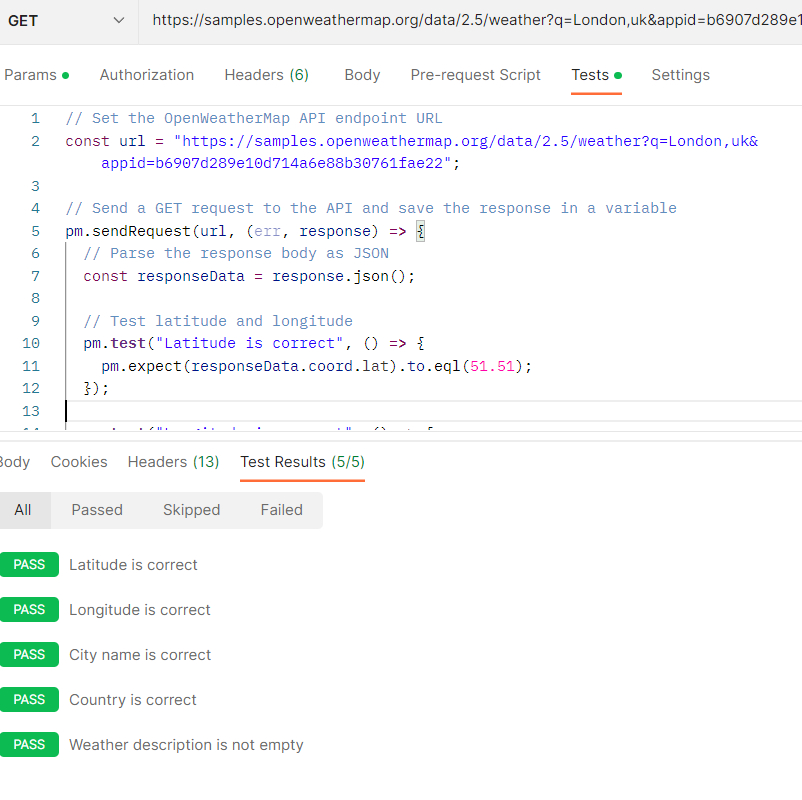 GET
https://samples.openweathermap.org/data/2.5/weather?q=London,uk&appid=b6907d289e1
Params
Authorization
Headers (6)
Body
Pre-request Script
Tests
Settings
1 // Set the OpenWeatherMap API endpoint URL
2 const url = "https://samples.openweathermap.org/data/2.5/weather?q=London,uk&
appid=b6907d289e10d714a6e88b30761fae22";
3
4 // Send a GET request to the API and save the response in a variable
5 pm.sendRequest(url, (err, response) => {
6 // Parse the response body as JSON
7 const responseData = response.json();
8
9 // Test latitude and longitude
10 pm.test("Latitude is correct", () => {
11 pm.expect(responseData.coord.lat).to.eql(51.51);
12 });
13
Body
Cookies
Headers (13)
Test Results (5/5)
All
Passed
Skipped
Failed
PASS Latitude is correct
PASS Longitude is correct
PASS City name is correct
PASS Country is correct
PASS Weather description is not empty